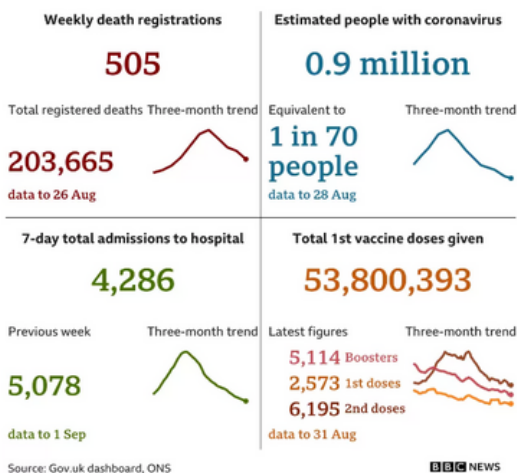 Weekly death registrations
505
Total registered deaths Three-month trend
203,665
data to 26 Aug
Estimated people with coronavirus
0.9 million
Equivalent to Three-month trend
1 in 70
people
data to 28 Aug
7-day total admissions to hospital
4,286
Previous week Three-month trend
5,078
data to 1 Sep
Total 1st vaccine doses given
53,800,393
Latest figures Three-month trend
5,114 Boosters
2,573 1st doses
6,195 2nd doses
data to 31 Aug
Source: Gov.uk dashboard, ONS
BBC NEWS